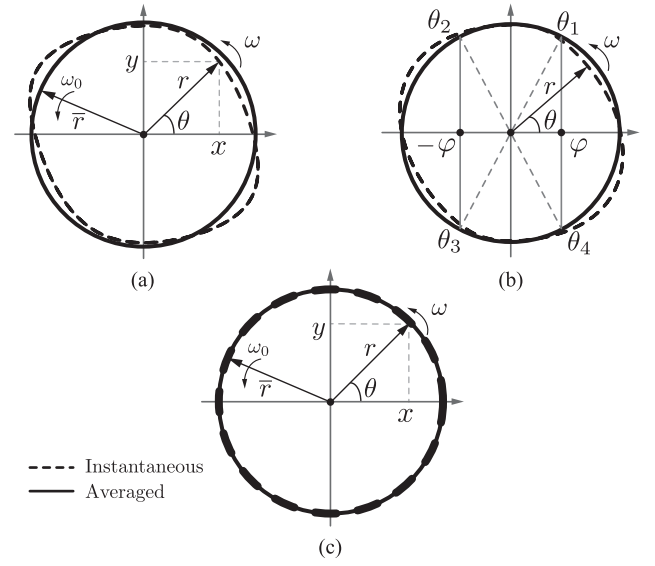 y
r
ω
ω₀
r̅
θ
x
(a)
θ₂
θ₁
ω
r
θ
−φ
φ
θ₃
θ₄
(b)
ω
y
r
ω₀
r̅
θ
x
Instantaneous
Averaged
(c)